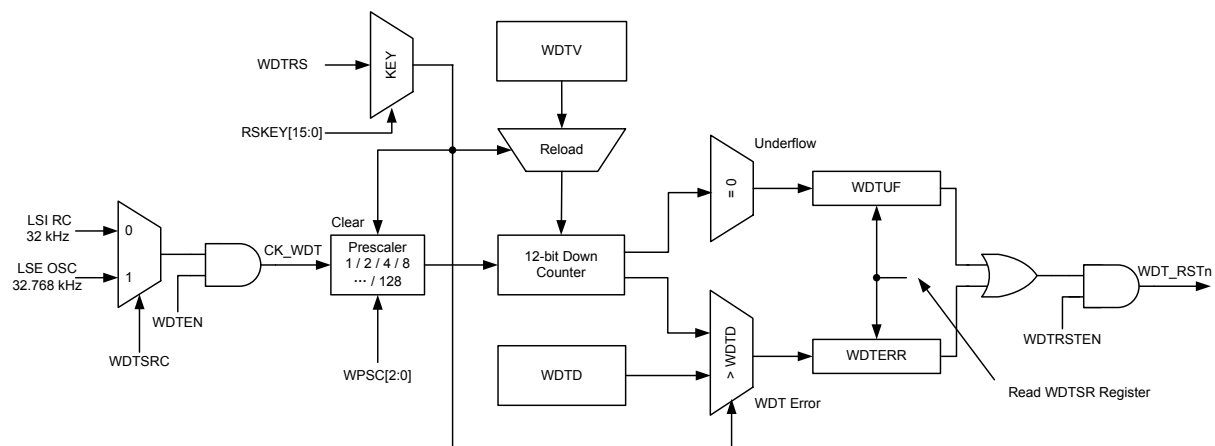 WDTV
WDTRS
KEY
RSKEY[15:0]
Reload
Underflow
= 0
WDTUF
LSI RC
32 kHz
0
Clear
CK_WDT
Prescaler
1 / 2 / 4 / 8
... / 128
12-bit Down
Counter
LSE OSC
32.768 kHz
1
WDT_RSTn
WDTEN
WDTSRC
WPSC[2:0]
WDTD
> WDTD
WDTERR
WDTRSTEN
WDT Error
Read WDTSR Register